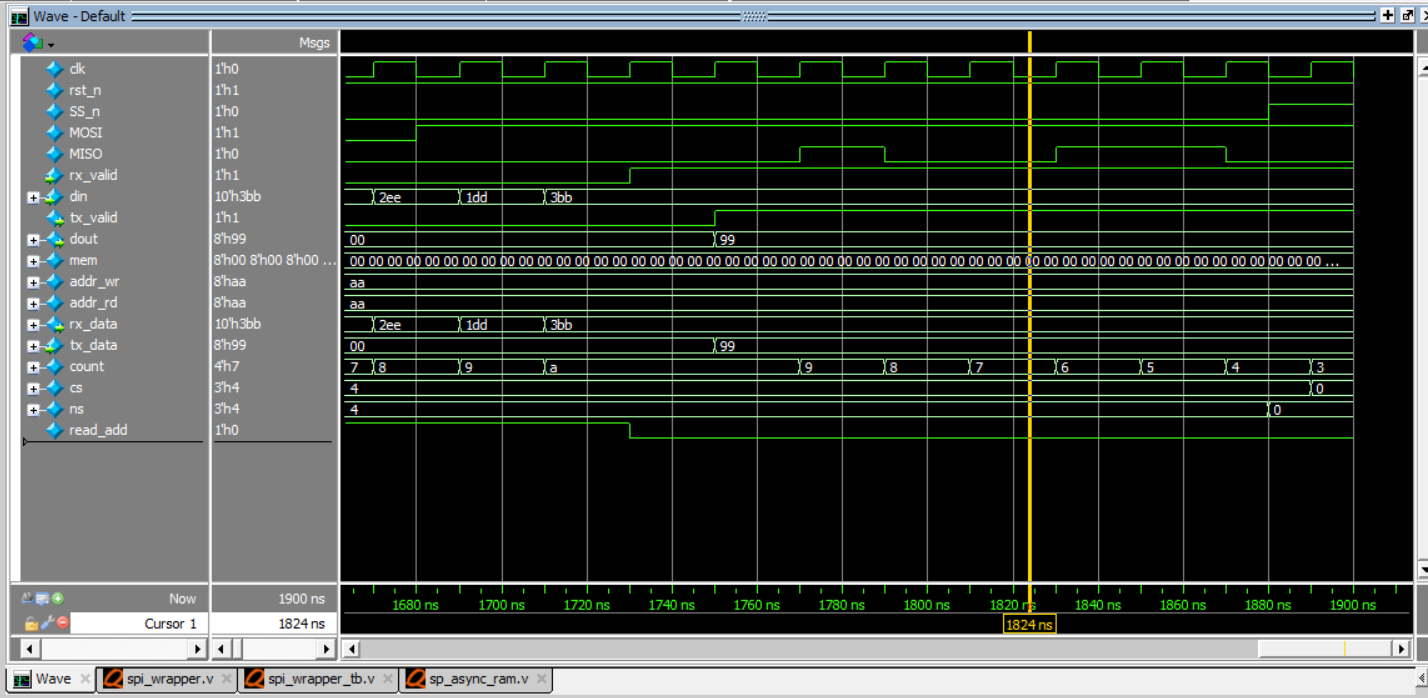 Wave - Default
Msgs
clk 1'h0
rst_n 1'h1
SS_n 1'h0
MOSI 1'h1
MISO 1'h0
rx_valid 1'h1
din 10'h3bb 2ee 1dd 3bb
tx_valid 1'h1
dout 8'h99 00 99
mem 8'h00 8'h00 8'h00 ... 00 00 00 00 00 00 00 00 00 00 00 00 00 00 00 00 00 00 00 00 00 00 00 00 00 00 00 00 00 00 00 00 00 00 00 00 00 00 00 00 00 00 00 00 00 00 00 00 00 00 00 00 ...
addr_wr 8'haa aa
addr_rd 8'haa aa
rx_data 10'h3bb 2ee 1dd 3bb
tx_data 8'h99 00 99
count 4'h7 7 8 9 a 9 8 7 6 5 4 3
cs 3'h4 4 0
ns 3'h4 4 0
read_add 1'h0
Now 1900 ns 1680 ns 1700 ns 1720 ns 1740 ns 1760 ns 1780 ns 1800 ns 1820 ns 1840 ns 1860 ns 1880 ns 1900 ns
Cursor 1 1824 ns 1824 ns
Wave spi_wrapper.v spi_wrapper_tb.v sp_async_ram.v